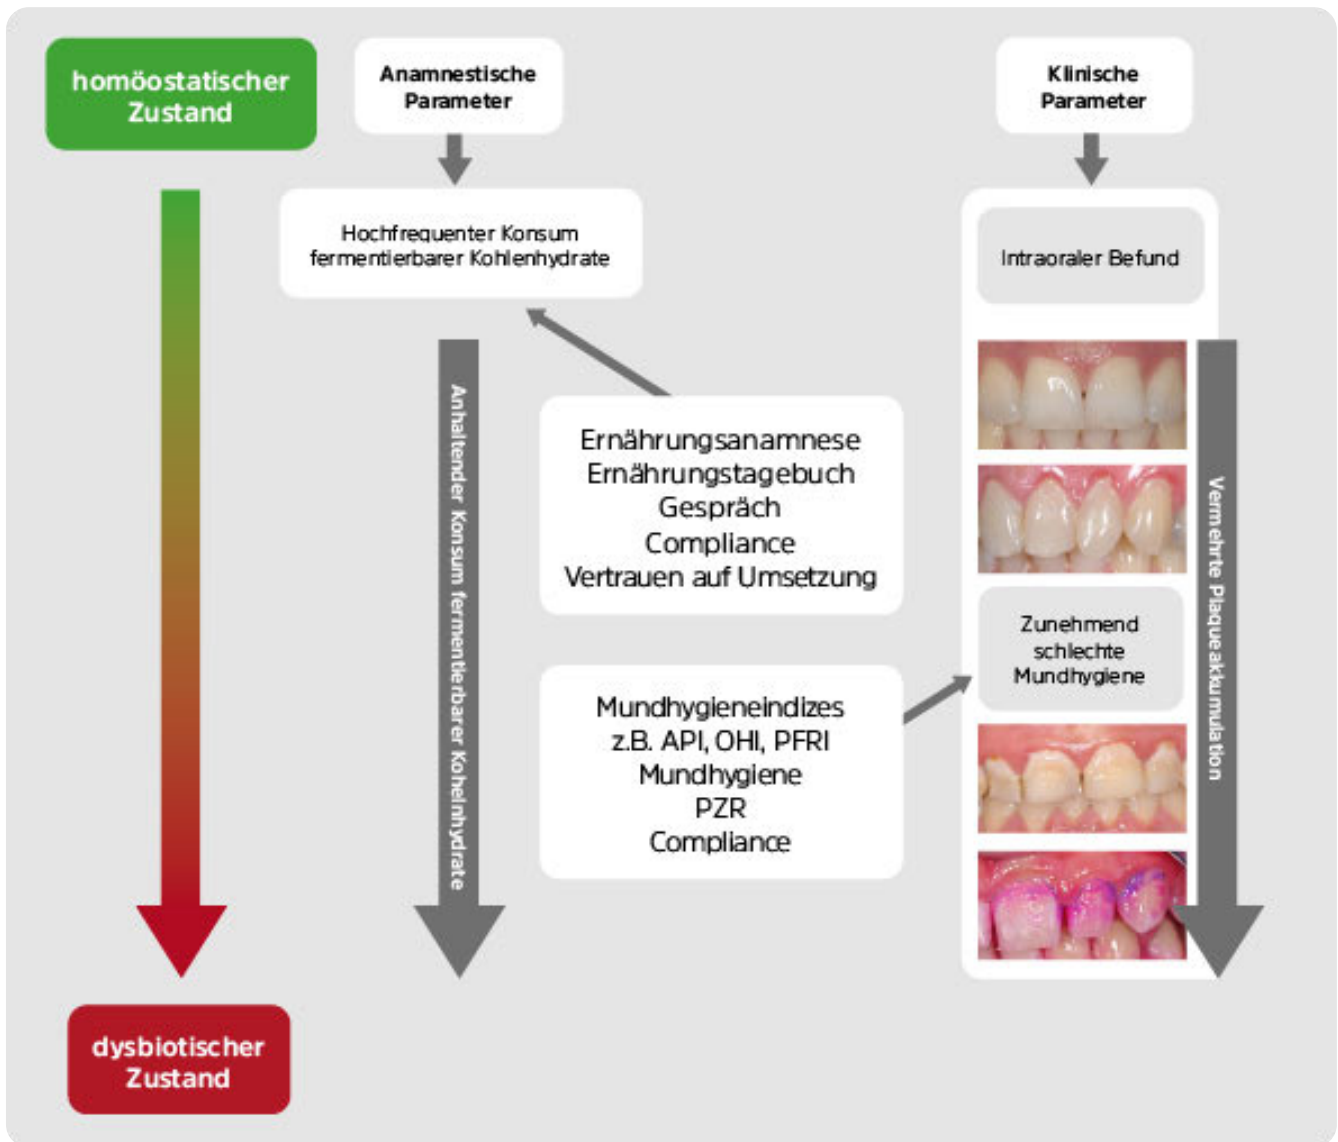 homöostatischer
Zustand
Anamnestische
Parameter
Klinische
Parameter
Hochfrequenter Konsum
fermentierbarer Kohlenhydrate
Intraoraler Befund
Anhaltender Konsum fermentierbarer Kohelnhydrate
Ernährungsanamnese
Ernährungstagebuch
Gespräch
Compliance
Vertrauen auf Umsetzung
Vermehrte Plaqueakkumulation
Zunehmend
schlechte
Mundhygiene
Mundhygieneindizes
z.B. API, OHI, PFRI
Mundhygiene
PZR
Compliance
dysbiotischer
Zustand